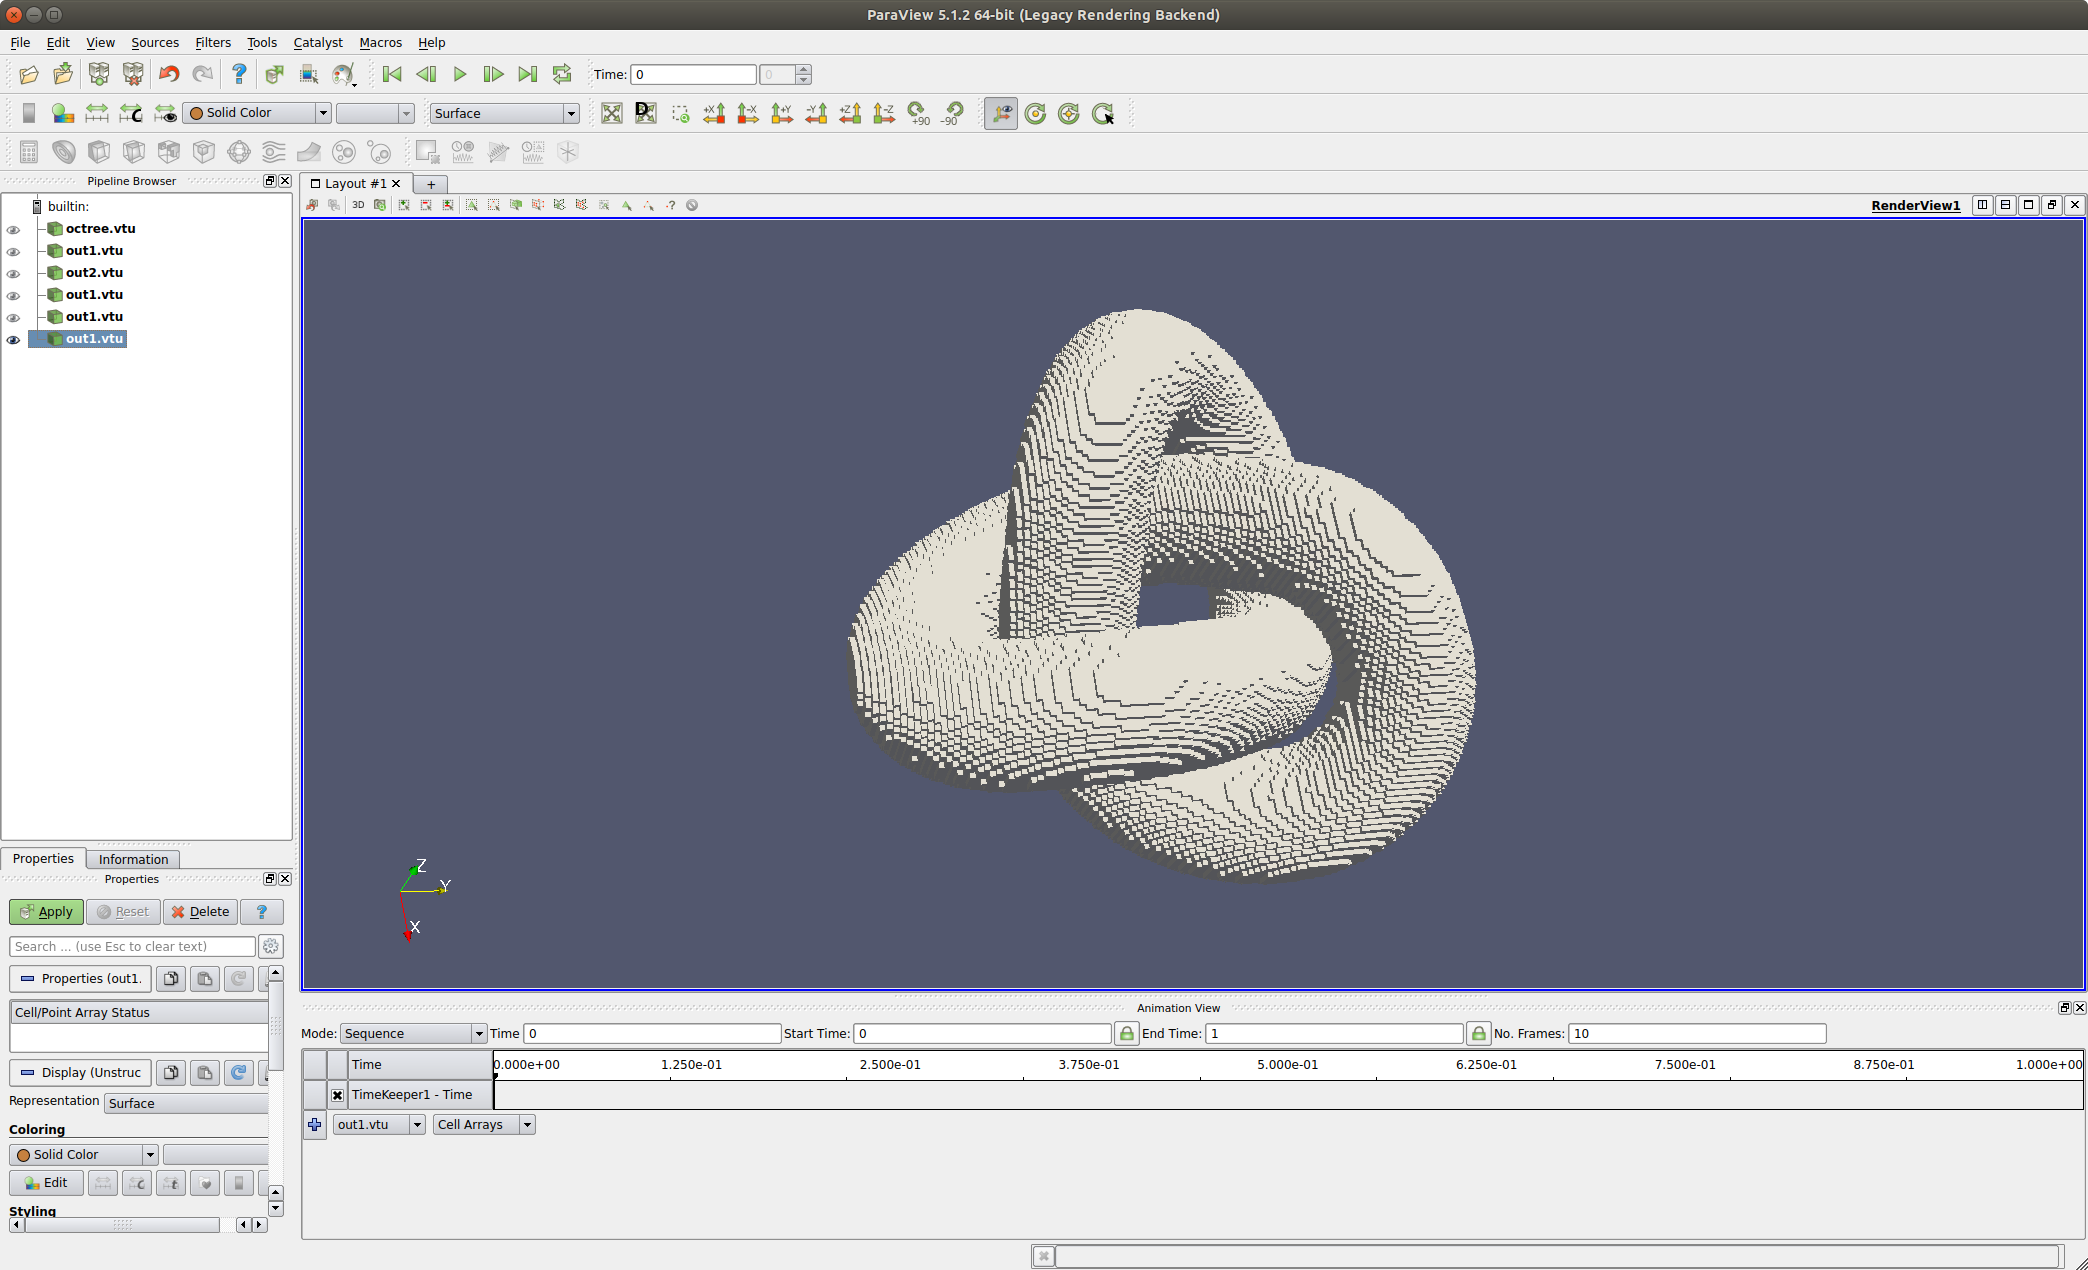 ParaView 5.1.2 64-bit (Legacy Rendering Backend)
File Edit View Sources Filters Tools Catalyst Macros Help
Time: 0 0
Solid Color Surface +X -X +Y -Y +Z -Z +90 -90
Pipeline Browser
Layout #1
3D
RenderView1
builtin:
octree.vtu
out1.vtu
out2.vtu
out1.vtu
out1.vtu
out1.vtu
Z
Y
X
Properties Information
Properties
Apply Reset Delete ?
Search ... (use Esc to clear text)
Properties (out1.
Cell/Point Array Status
Display (Unstruc
Representation Surface
Coloring
Solid Color
Edit
Styling
Animation View
Mode: Sequence Time 0 Start Time: 0 End Time: 1 No. Frames: 10
Time 0.000e+00 1.250e-01 2.500e-01 3.750e-01 5.000e-01 6.250e-01 7.500e-01 8.750e-01 1.000e+00
TimeKeeper1 - Time
out1.vtu Cell Arrays